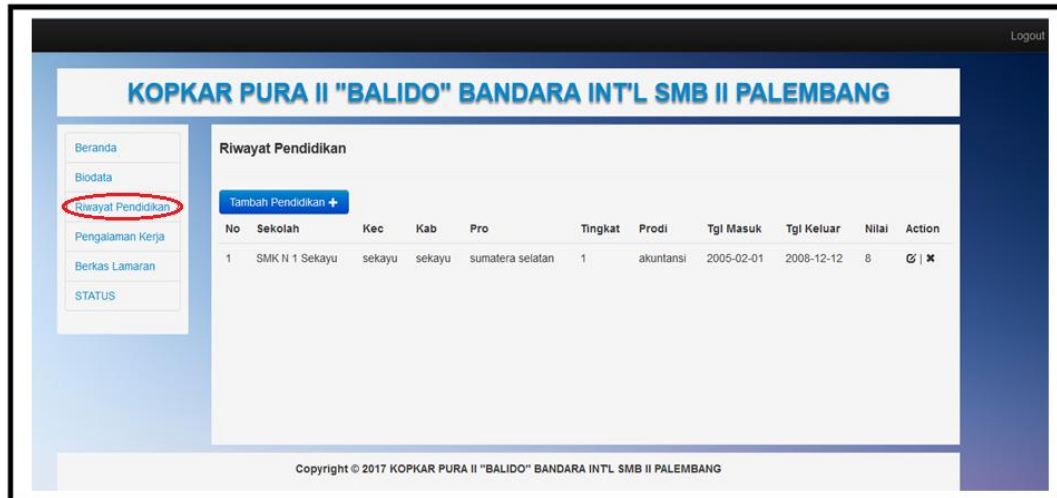 Logout
KOPKAR PURA II "BALIDO" BANDARA INT'L SMB II PALEMBANG
Beranda
Biodata
Riwayat Pendidikan
Pengalaman Kerja
Berkas Lamaran
STATUS
Riwayat Pendidikan
Tambah Pendidikan +
No Sekolah Kec Kab Pro Tingkat Prodi Tgl Masuk Tgl Keluar Nilai Action
1 SMK N 1 Sekayu sekayu sekayu sumatera selatan 1 akuntansi 2005-02-01 2008-12-12 8 |
Copyright © 2017 KOPKAR PURA II "BALIDO" BANDARA INT'L SMB II PALEMBANG